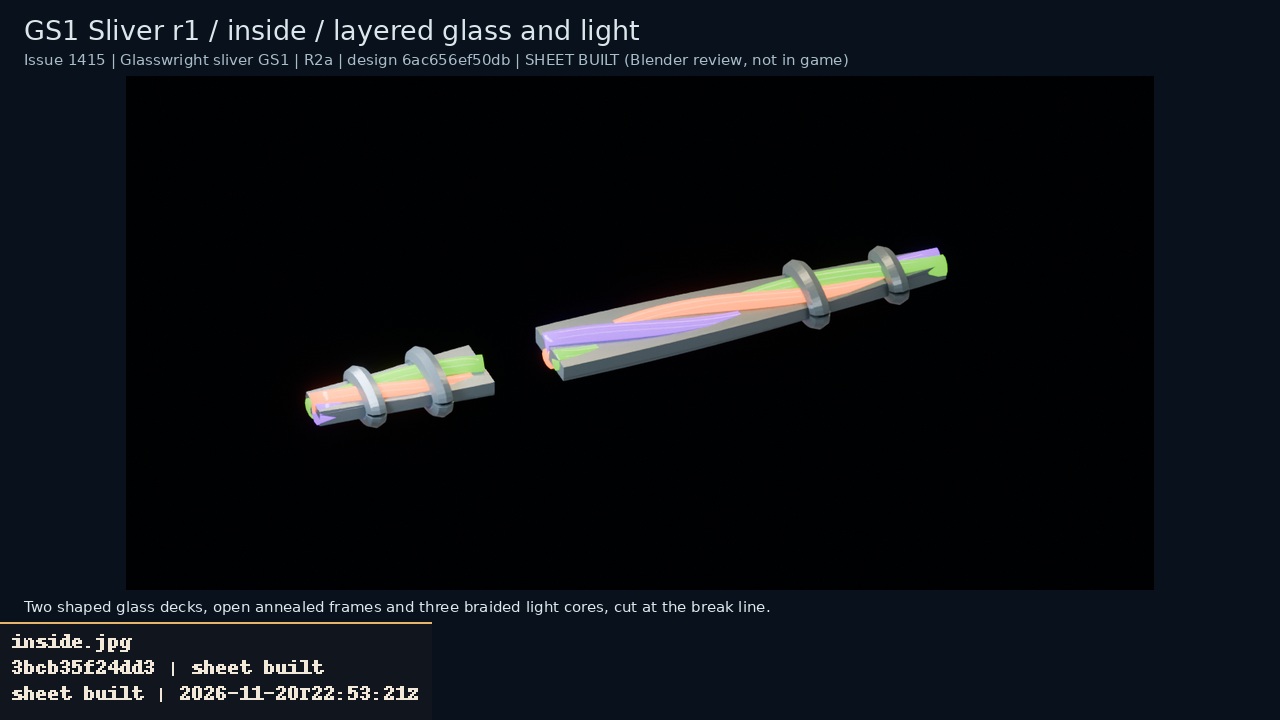 GS1 Sliver r1 / inside / layered glass and light
Issue 1415 | Glasswright sliver GS1 | R2a | design 6ac656ef50db | SHEET BUILT (Blender review, not in game)
Two shaped glass decks, open annealed frames and three braided light cores, cut at the break line.
inside.jpg
3bcb35f24dd3 | sheet built
sheet built | 2026-11-20T22:53:21Z